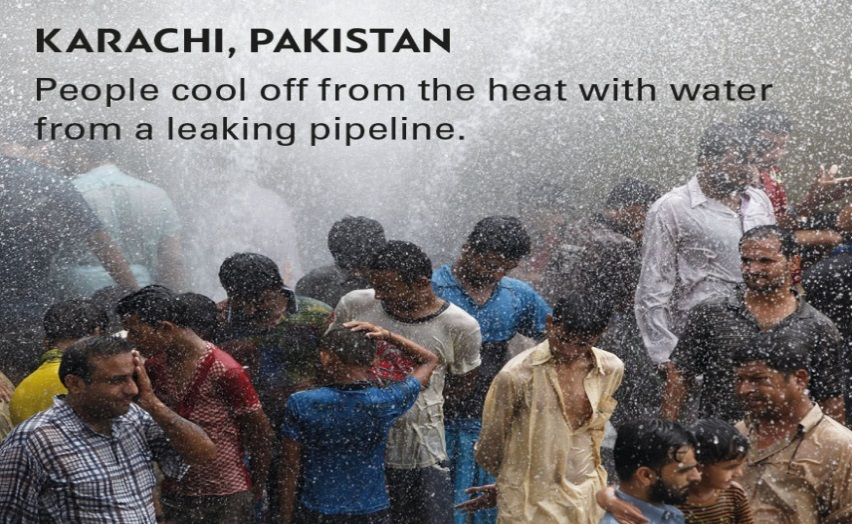 KARACHI, PAKISTAN
People cool off from the heat with water
from a leaking pipeline.